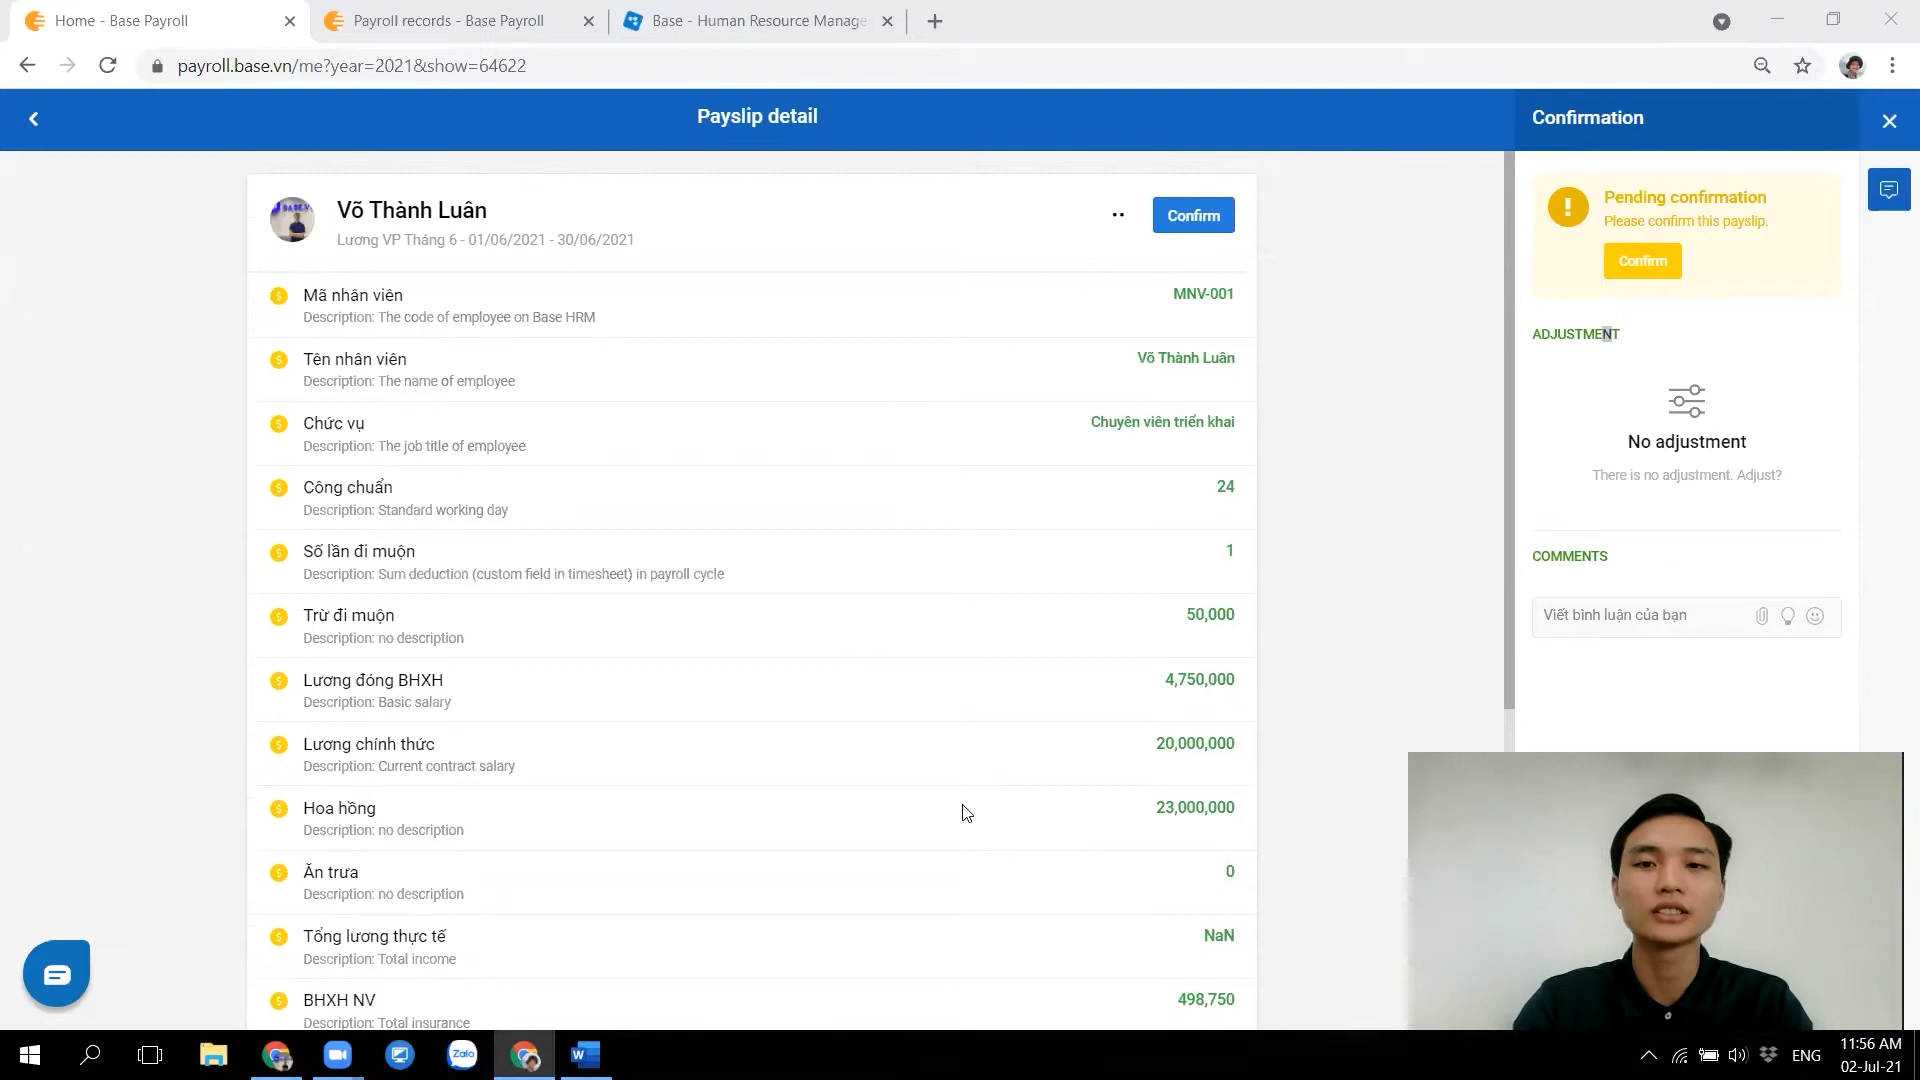 Home - Base Payroll
Payroll records - Base Payroll
Base - Human Resource Manage
payroll.base.vn/me?year=2021&show=64622
Payslip detail
Confirmation
Võ Thành Luân
Lương VP Tháng 6 - 01/06/2021 - 30/06/2021
Confirm
Pending confirmation
Please confirm this payslip.
Confirm
Mã nhân viên
MNV-001
Description: The code of employee on Base HRM
Tên nhân viên
Võ Thành Luân
Description: The name of employee
Chức vụ
Chuyên viên triển khai
Description: The job title of employee
Công chuẩn
24
Description: Standard working day
Số lần đi muộn
1
Description: Sum deduction (custom field in timesheet) in payroll cycle
Trừ đi muộn
50,000
Description: no description
Lương đóng BHXH
4,750,000
Description: Basic salary
Lương chính thức
20,000,000
Description: Current contract salary
Hoa hồng
23,000,000
Description: no description
Ăn trưa
0
Description: no description
Tổng lương thực tế
NaN
Description: Total income
BHXH NV
498,750
Description: Total insurance
ADJUSTMENT
No adjustment
There is no adjustment. Adjust?
COMMENTS
Viết bình luận của bạn
Zalo
ENG
11:56 AM
02-Jul-21